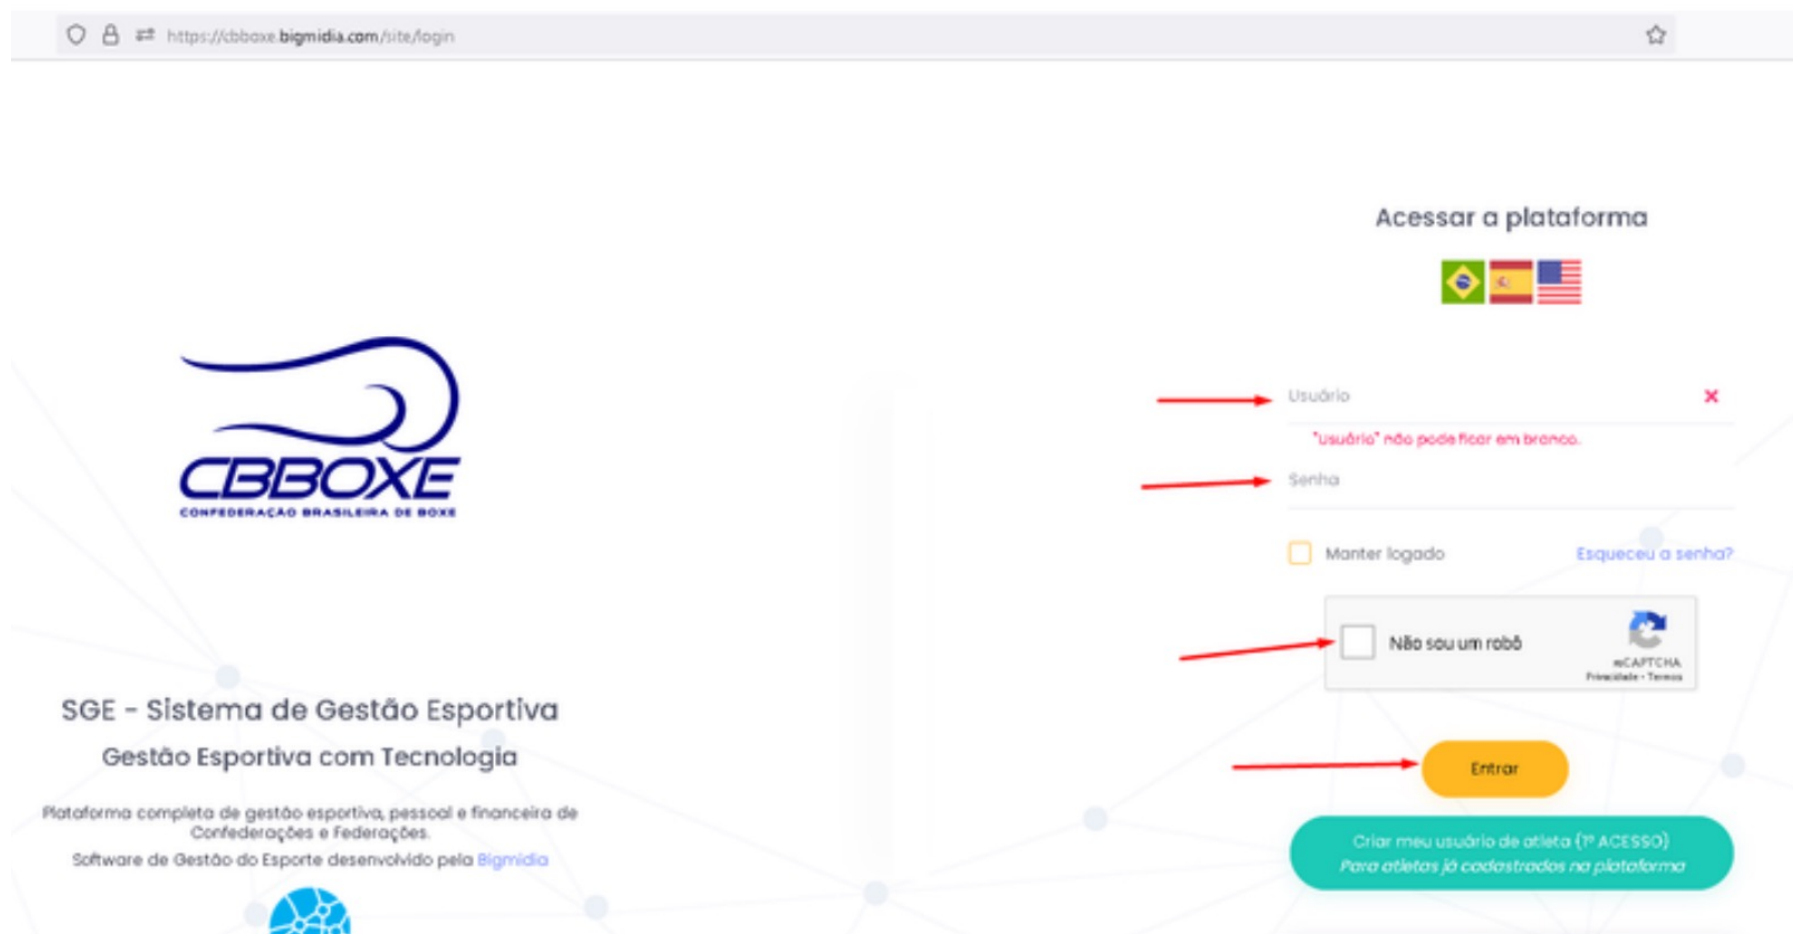 https://cbboxe.bigmidia.com/site/login
Acessar a plataforma
Usuário
"Usuário" não pode ficar em branco.
Senha
Manter logado
Esqueceu a senha?
Não sou um robô
reCAPTCHA
Privacidade - Termos
Entrar
Criar meu usuário de atleta (1º ACESSO)
Para atletas já cadastrados na plataforma
CBBOXE
CONFEDERAÇÃO BRASILEIRA DE BOXE
SGE - Sistema de Gestão Esportiva
Gestão Esportiva com Tecnologia
Plataforma completa de gestão esportiva, pessoal e financeira de
Confederações e Federações.
Software de Gestão do Esporte desenvolvido pela Bigmidia